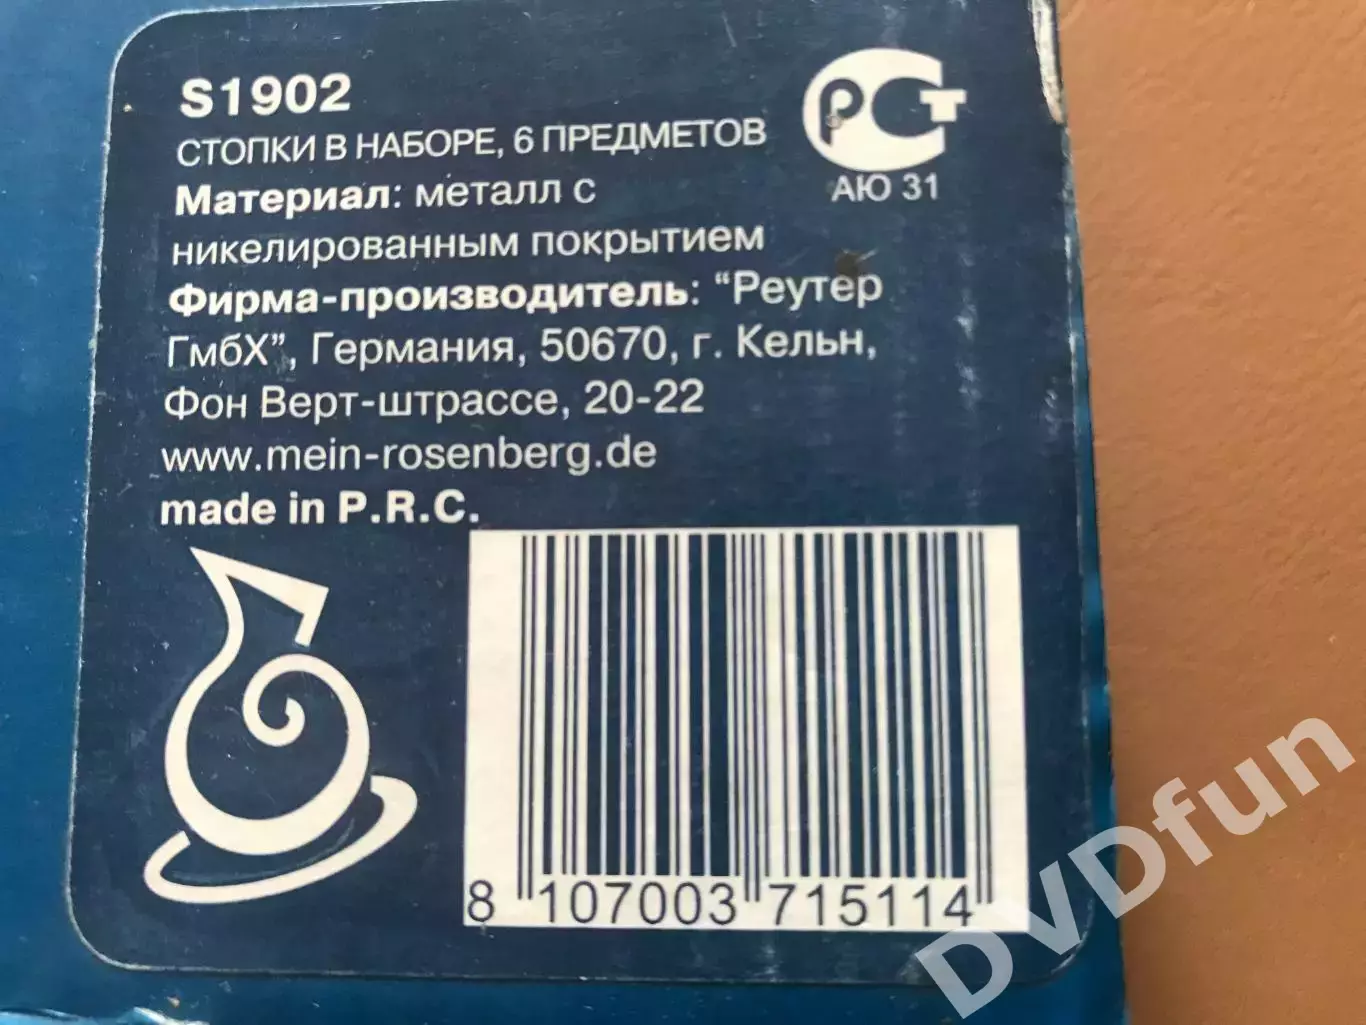 S1902
СТОПКИ В НАБОРЕ, 6 ПРЕДМЕТОВ
Материал: металл с
никелированным покрытием
Фирма-производитель: “Реутер
ГмбХ”, Германия, 50670, г. Кельн,
Фон Верт-штрассе, 20-22
www.mein-rosenberg.de
made in P.R.C.
РСТ
АЮ 31
8 107003 715114
DVDfun